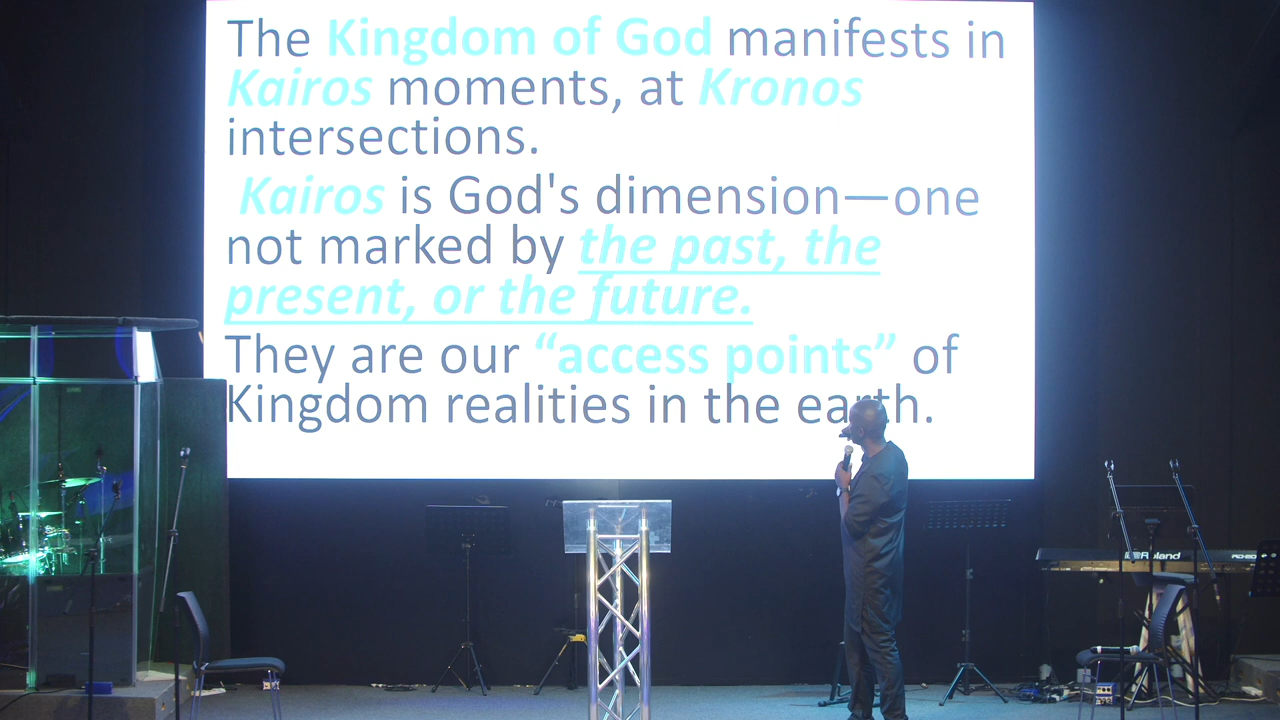 The Kingdom of God manifests in
Kairos moments, at Kronos
intersections.
Kairos is God's dimension—one
not marked by the past, the
present, or the future.
They are our “access points” of
Kingdom realities in the earth.
Roland